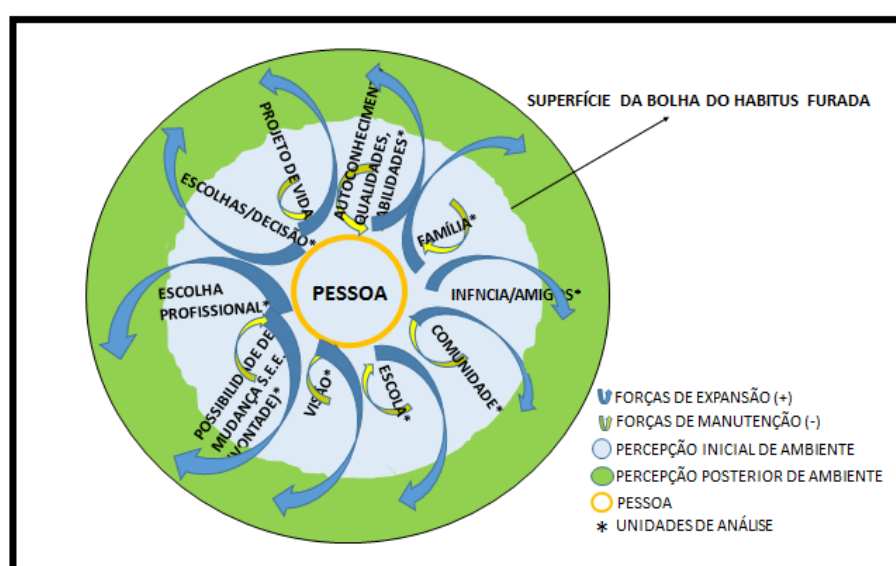 SUPERFÍCIE DA BOLHA DO HABITUS FURADA
PROJETO DE VIDA
AUTOCONHECIMENT
QUALIDADES,
ABILIDADES*
ESCOLHAS/DECISÃO*
FAMÍLIA*
PESSOA
INFNCIA/AMIGOS*
ESCOLHA
PROFISSIONAL*
COMUNIDADE*
POSSIBILIDADE DE
MUDANÇA S.E.E.
VONTADE)*
VISÃO*
ESCOLA*
FORÇAS DE EXPANSÃO (+)
FORÇAS DE MANUTENÇÃO (-)
PERCEPÇÃO INICIAL DE AMBIENTE
PERCEPÇÃO POSTERIOR DE AMBIENTE
PESSOA
* UNIDADES DE ANÁLISE